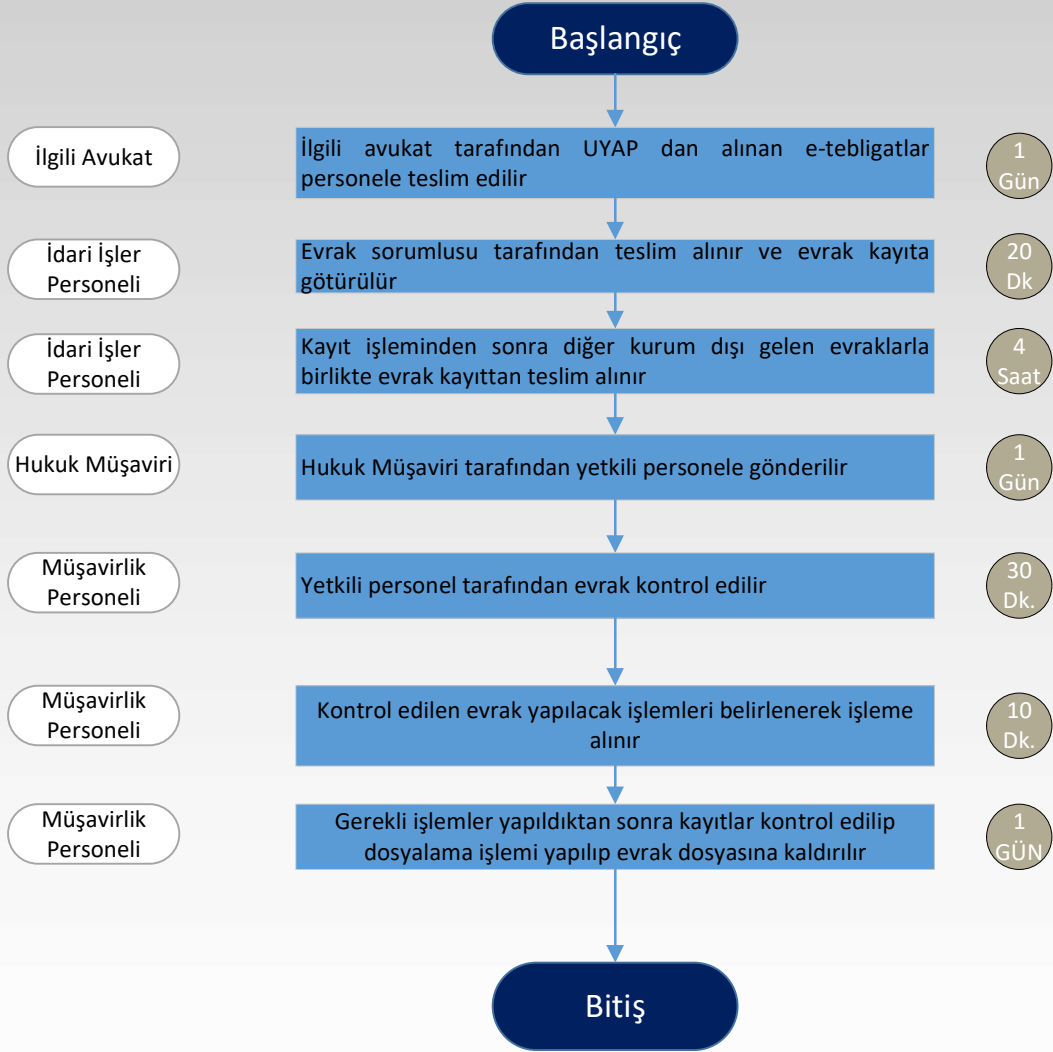 Başlangıç
İlgili Avukat
İlgili avukat tarafından UYAP dan alınan e-tebligatlar
personele teslim edilir
1
Gün
İdari İşler
Personeli
Evrak sorumlusu tarafından teslim alınır ve evrak kayıta
götürülür
20
Dk
İdari İşler
Personeli
Kayıt işleminden sonra diğer kurum dışı gelen evraklarla
birlikte evrak kayıttan teslim alınır
4
Saat
Hukuk Müşaviri
Hukuk Müşaviri tarafından yetkili personele gönderilir
1
Gün
Müşavirlik
Personeli
Yetkili personel tarafından evrak kontrol edilir
30
Dk.
Müşavirlik
Personeli
Kontrol edilen evrak yapılacak işlemleri belirlenerek işleme
alınır
10
Dk.
Müşavirlik
Personeli
Gerekli işlemler yapıldıktan sonra kayıtlar kontrol edilip
dosyalama işlemi yapılıp evrak dosyasına kaldırılır
1
GÜN
Bitiş